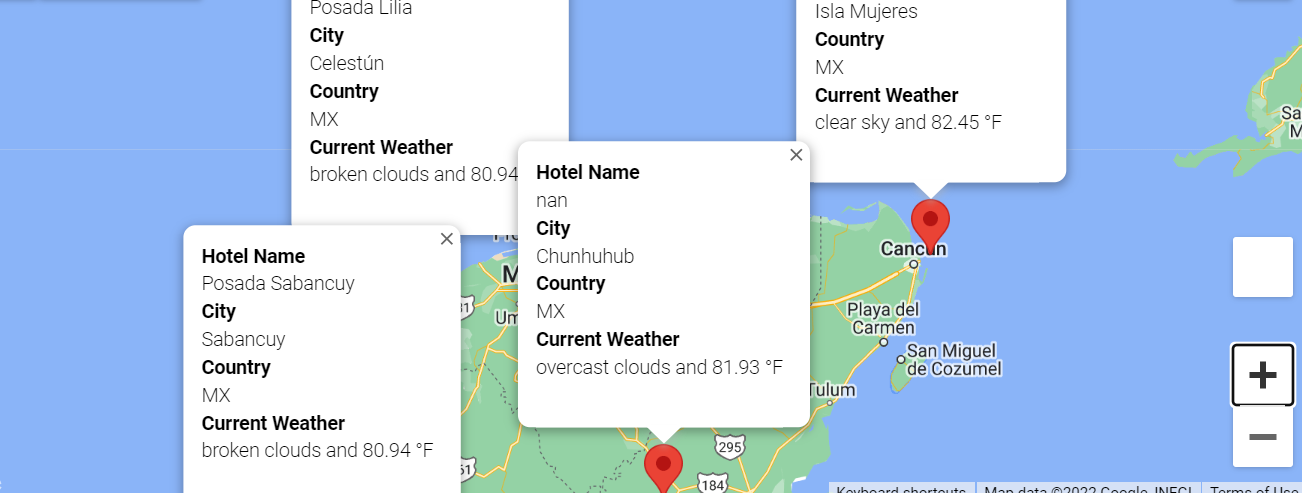 Posada Lilia
City
Celestún
Country
MX
Current Weather
broken clouds and 80.94
Isla Mujeres
Country
MX
Current Weather
clear sky and 82.45 °F
Hotel Name
nan
City
Chunhuhub
Country
MX
Current Weather
overcast clouds and 81.93 °F
Hotel Name
Posada Sabancuy
City
Sabancuy
Country
MX
Current Weather
broken clouds and 80.94 °F
Cancún
Playa del
Carmen
San Miguel
de Cozumel
Tulum
295
184
Keyboard shortcuts
Map data ©2022 Google, INEGI
Terms of Use